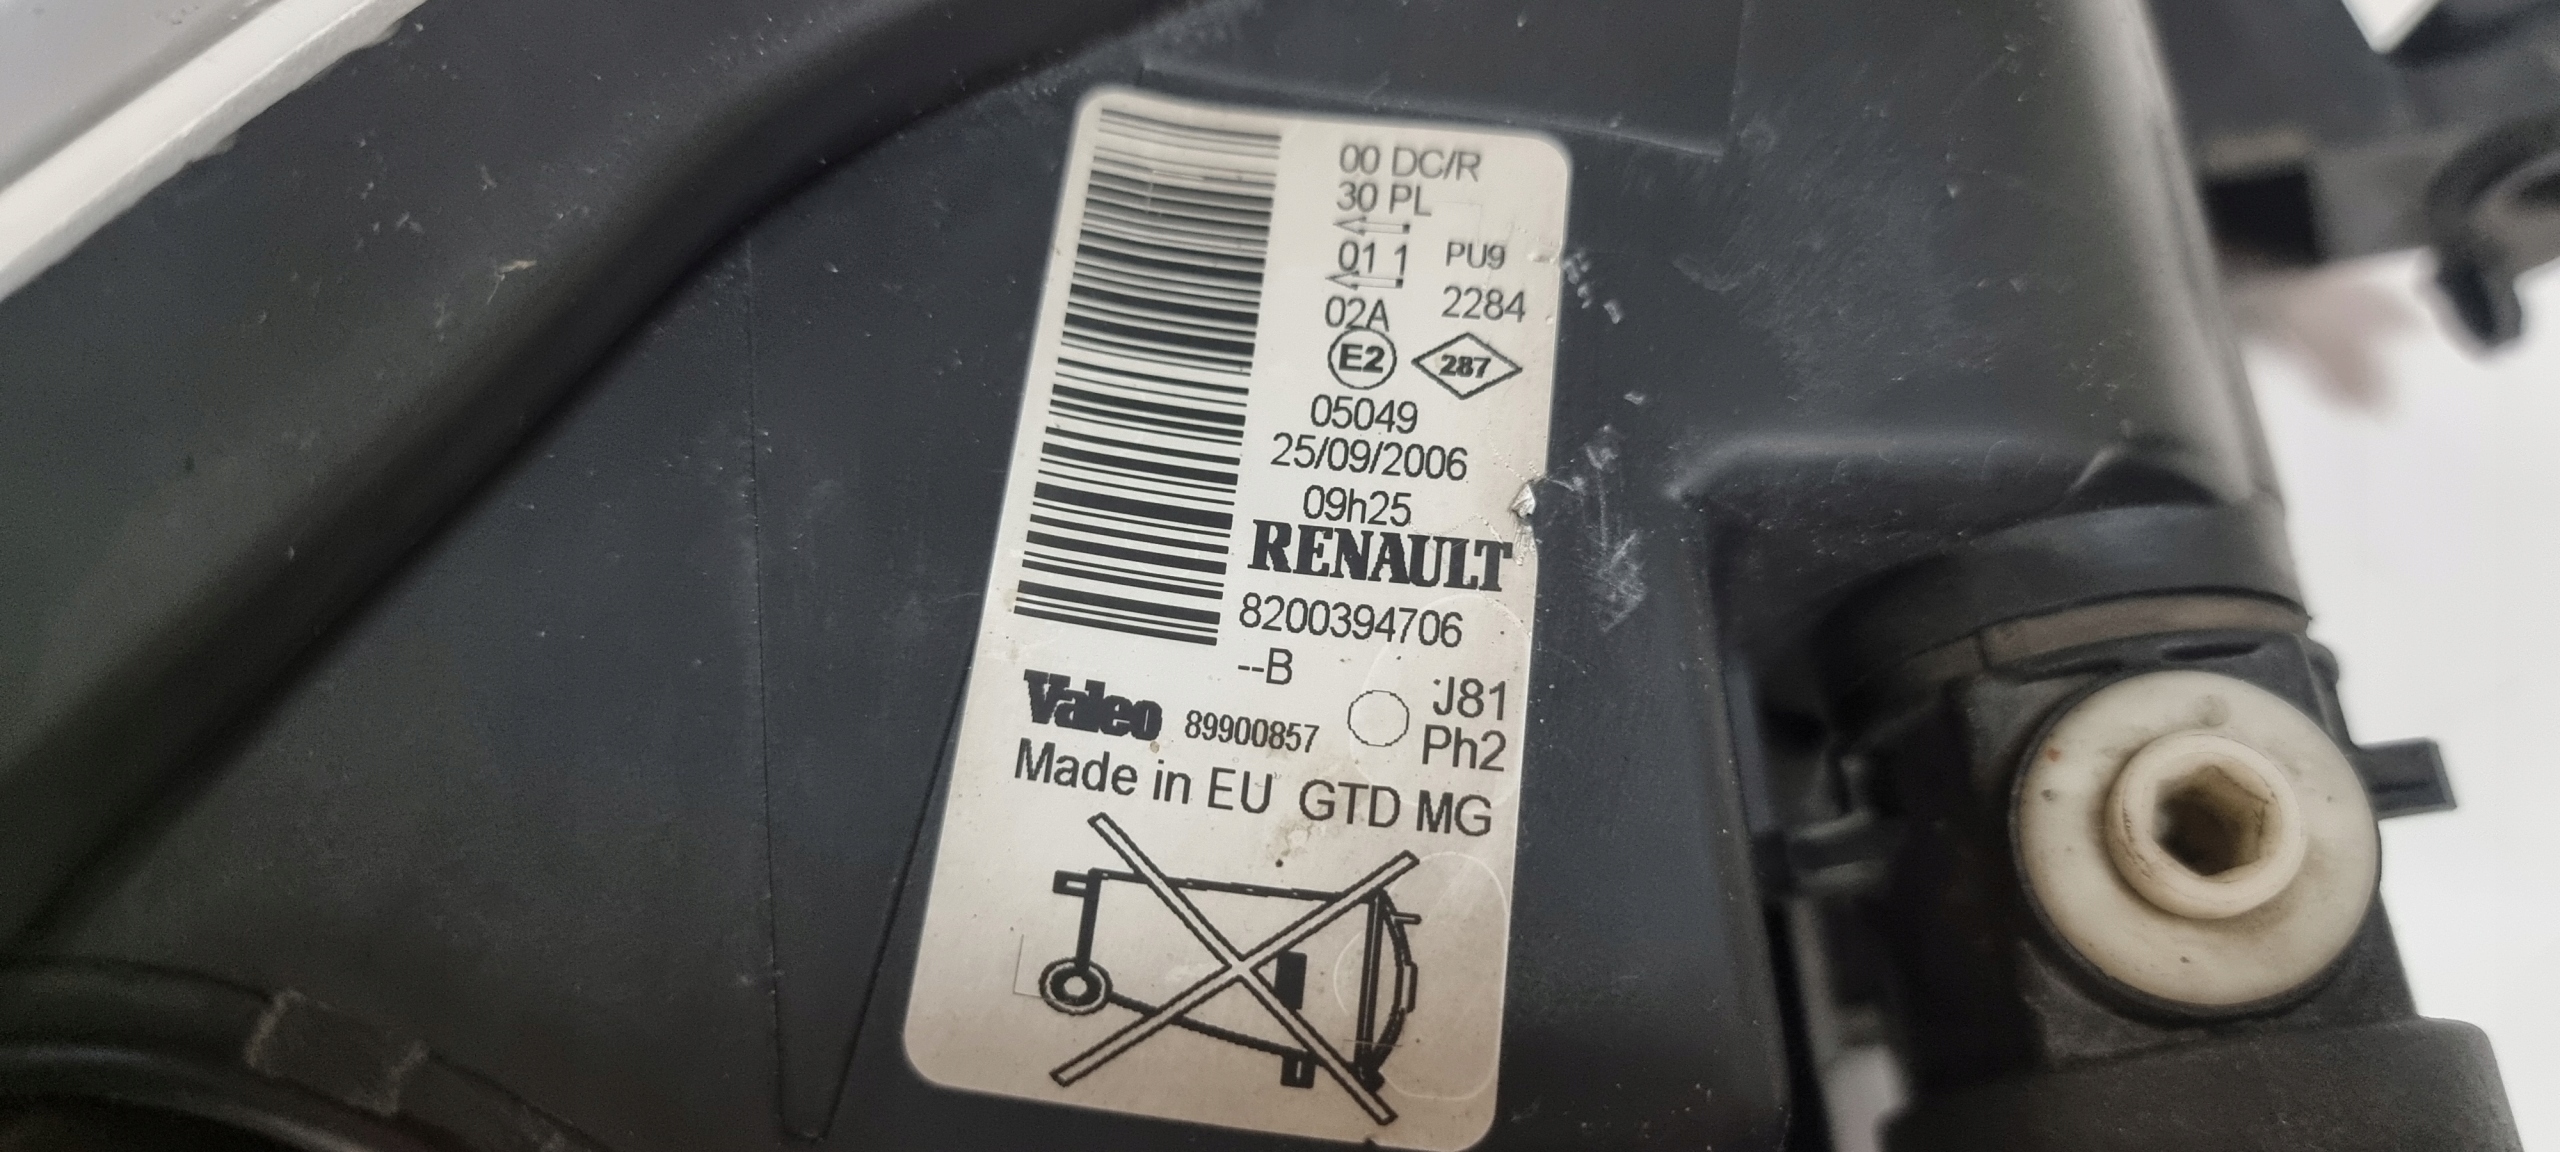 00 DC/R
30 PL
01 1 PU9
02A 2284
E2 287
05049
25/09/2006
09h25
RENAULT
8200394706
--B
J81
Valeo 89900857 Ph2
Made in EU GTD MG